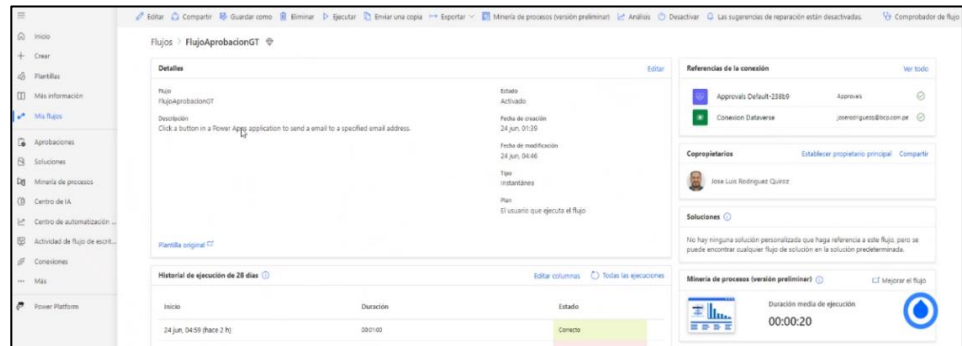 Editar Compartir Guardar como Eliminar Ejecutar Enviar una copia Exportar Minería de procesos (versión preliminar) Análisis Desactivar Las sugerencias de reparación están desactivadas. Comprobador de flujo
Inicio
Crear
Plantillas
Más información
Mis flujos
Aprobaciones
Soluciones
Minería de procesos
Centro de IA
Centro de automatización ...
Actividad de flujo de escrit...
Conexiones
Más
Power Platform
Flujos > FlujoAprobacionGT
Detalles Editar
Flujo
FlujoAprobacionGT
Descripción
Click a button in a Power Apps application to send a email to a specified email address.
Estado
Activado
Fecha de creación
24 jun, 01:39
Fecha de modificación
24 jun, 04:46
Tipo
Instantánea
Plan
El usuario que ejecuta el flujo
Plantilla original
Historial de ejecución de 28 días Editar columnas Todas las ejecuciones
Inicio Duración Estado
24 jun, 04:59 (hace 2 h) 00:01:00 Correcto
Referencias de la conexión Ver todo
Approvals Default-238b9 Approvals
Conexion Dataverse
Copropietarios Establecer propietario principal Compartir
Jose Luis Rodriguez Quiroz
Soluciones
No hay ninguna solución personalizada que haga referencia a este flujo, pero se
puede encontrar cualquier flujo de solución en la solución predeterminada.
Minería de procesos (versión preliminar) Mejorar el flujo
Duración media de ejecución
00:00:20